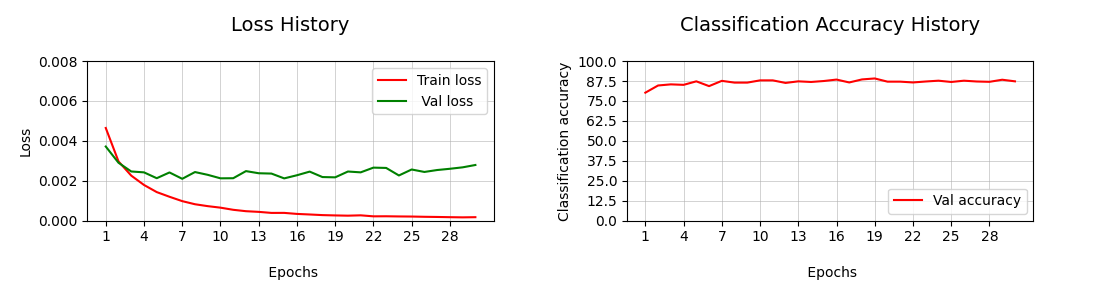 Loss History
0.008
0.006
0.004
0.002
0.000
Loss
Train loss
Val loss
1 4 7 10 13 16 19 22 25 28
Epochs
Classification Accuracy History
100.0
87.5
75.0
62.5
50.0
37.5
25.0
12.5
0.0
Classification accuracy
Val accuracy
1 4 7 10 13 16 19 22 25 28
Epochs